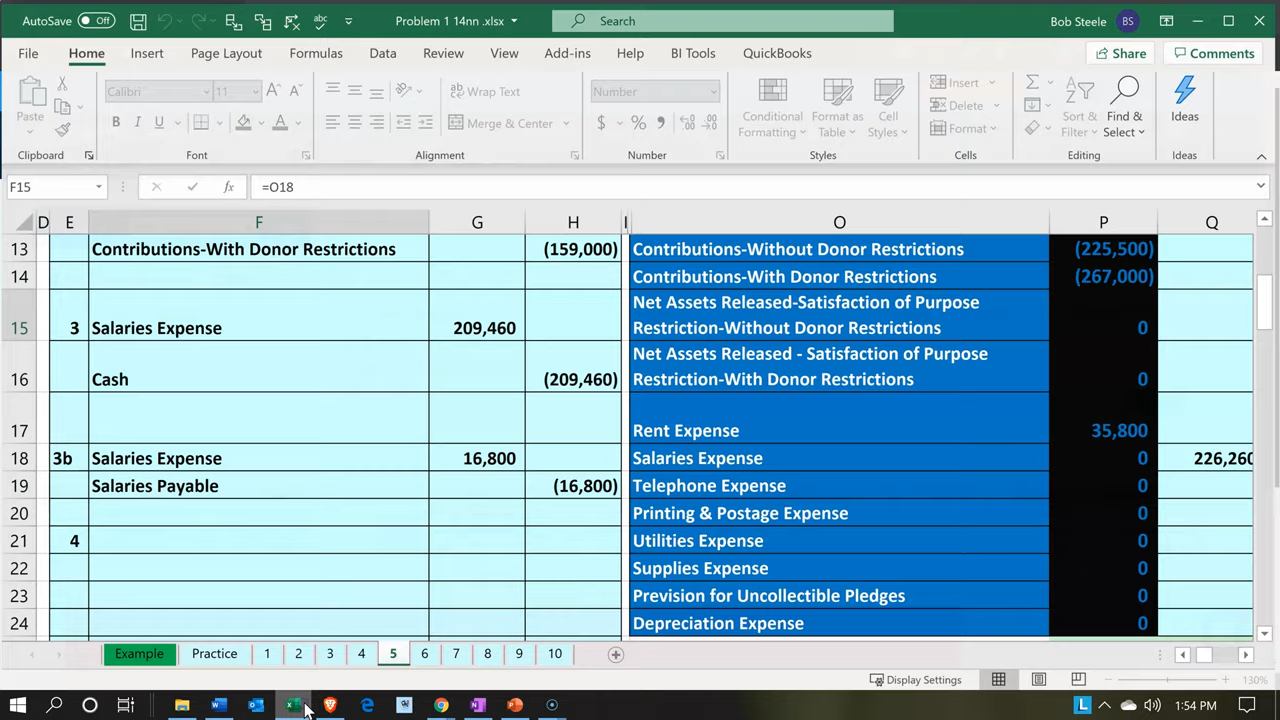 AutoSave Off Problem 1 14nn .xlsx Search Bob Steele BS
File Home Insert Page Layout Formulas Data Review View Add-ins Help BI Tools QuickBooks Share Comments
Paste Calibri 11 Wrap Text Merge & Center Number Conditional Formatting Format as Table Cell Styles Insert Delete Format Sort & Filter Find & Select Ideas
Clipboard Font Alignment Number Styles Cells Editing Ideas
F15 fx =O18
D E F G H I O P Q
13 Contributions-With Donor Restrictions (159,000) Contributions-Without Donor Restrictions (225,500)
14 Contributions-With Donor Restrictions (267,000)
Net Assets Released-Satisfaction of Purpose
15 3 Salaries Expense 209,460 Restriction-Without Donor Restrictions 0
Net Assets Released - Satisfaction of Purpose
16 Cash (209,460) Restriction-With Donor Restrictions 0
17 Rent Expense 35,800
18 3b Salaries Expense 16,800 Salaries Expense 0 226,260
19 Salaries Payable (16,800) Telephone Expense 0
20 Printing & Postage Expense 0
21 4 Utilities Expense 0
22 Supplies Expense 0
23 Prevision for Uncollectible Pledges 0
24 Depreciation Expense 0
Example Practice 1 2 3 4 5 6 7 8 9 10
Display Settings 130%
1:54 PM